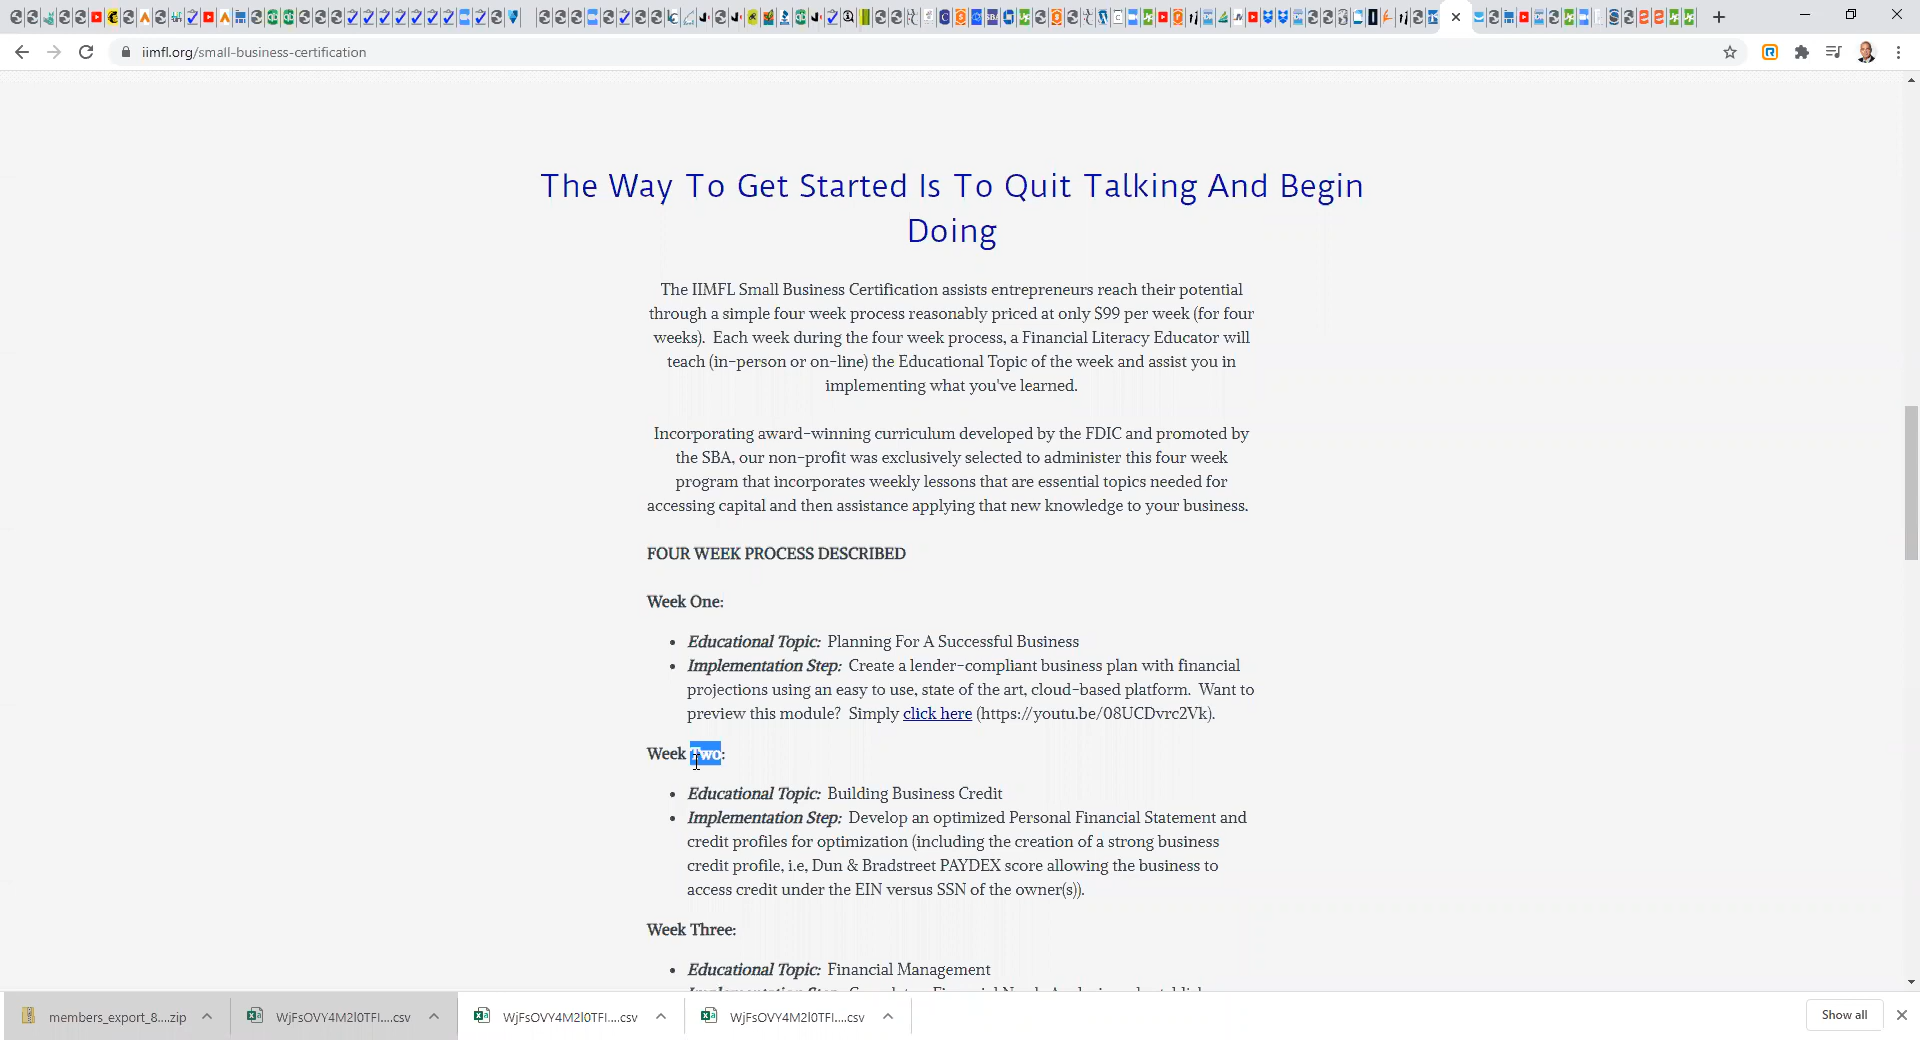 iimfl.org/small-business-certification
The Way To Get Started Is To Quit Talking And Begin
Doing
The IIMFL Small Business Certification assists entrepreneurs reach their potential
through a simple four week process reasonably priced at only $99 per week (for four
weeks).  Each week during the four week process, a Financial Literacy Educator will
teach (in-person or on-line) the Educational Topic of the week and assist you in
implementing what you've learned.
Incorporating award-winning curriculum developed by the FDIC and promoted by
the SBA, our non-profit was exclusively selected to administer this four week
program that incorporates weekly lessons that are essential topics needed for
accessing capital and then assistance applying that new knowledge to your business.
FOUR WEEK PROCESS DESCRIBED
Week One:
• Educational Topic:  Planning For A Successful Business
• Implementation Step:  Create a lender-compliant business plan with financial
projections using an easy to use, state of the art, cloud-based platform.  Want to
preview this module?  Simply click here (https://youtu.be/08UCDvrc2Vk).
Week Two:
• Educational Topic:  Building Business Credit
• Implementation Step:  Develop an optimized Personal Financial Statement and
credit profiles for optimization (including the creation of a strong business
credit profile, i.e, Dun & Bradstreet PAYDEX score allowing the business to
access credit under the EIN versus SSN of the owner(s)).
Week Three:
• Educational Topic:  Financial Management
members_export_8....zip
WjFsOVY4M2l0TFI....csv
WjFsOVY4M2l0TFI....csv
WjFsOVY4M2l0TFI....csv
Show all